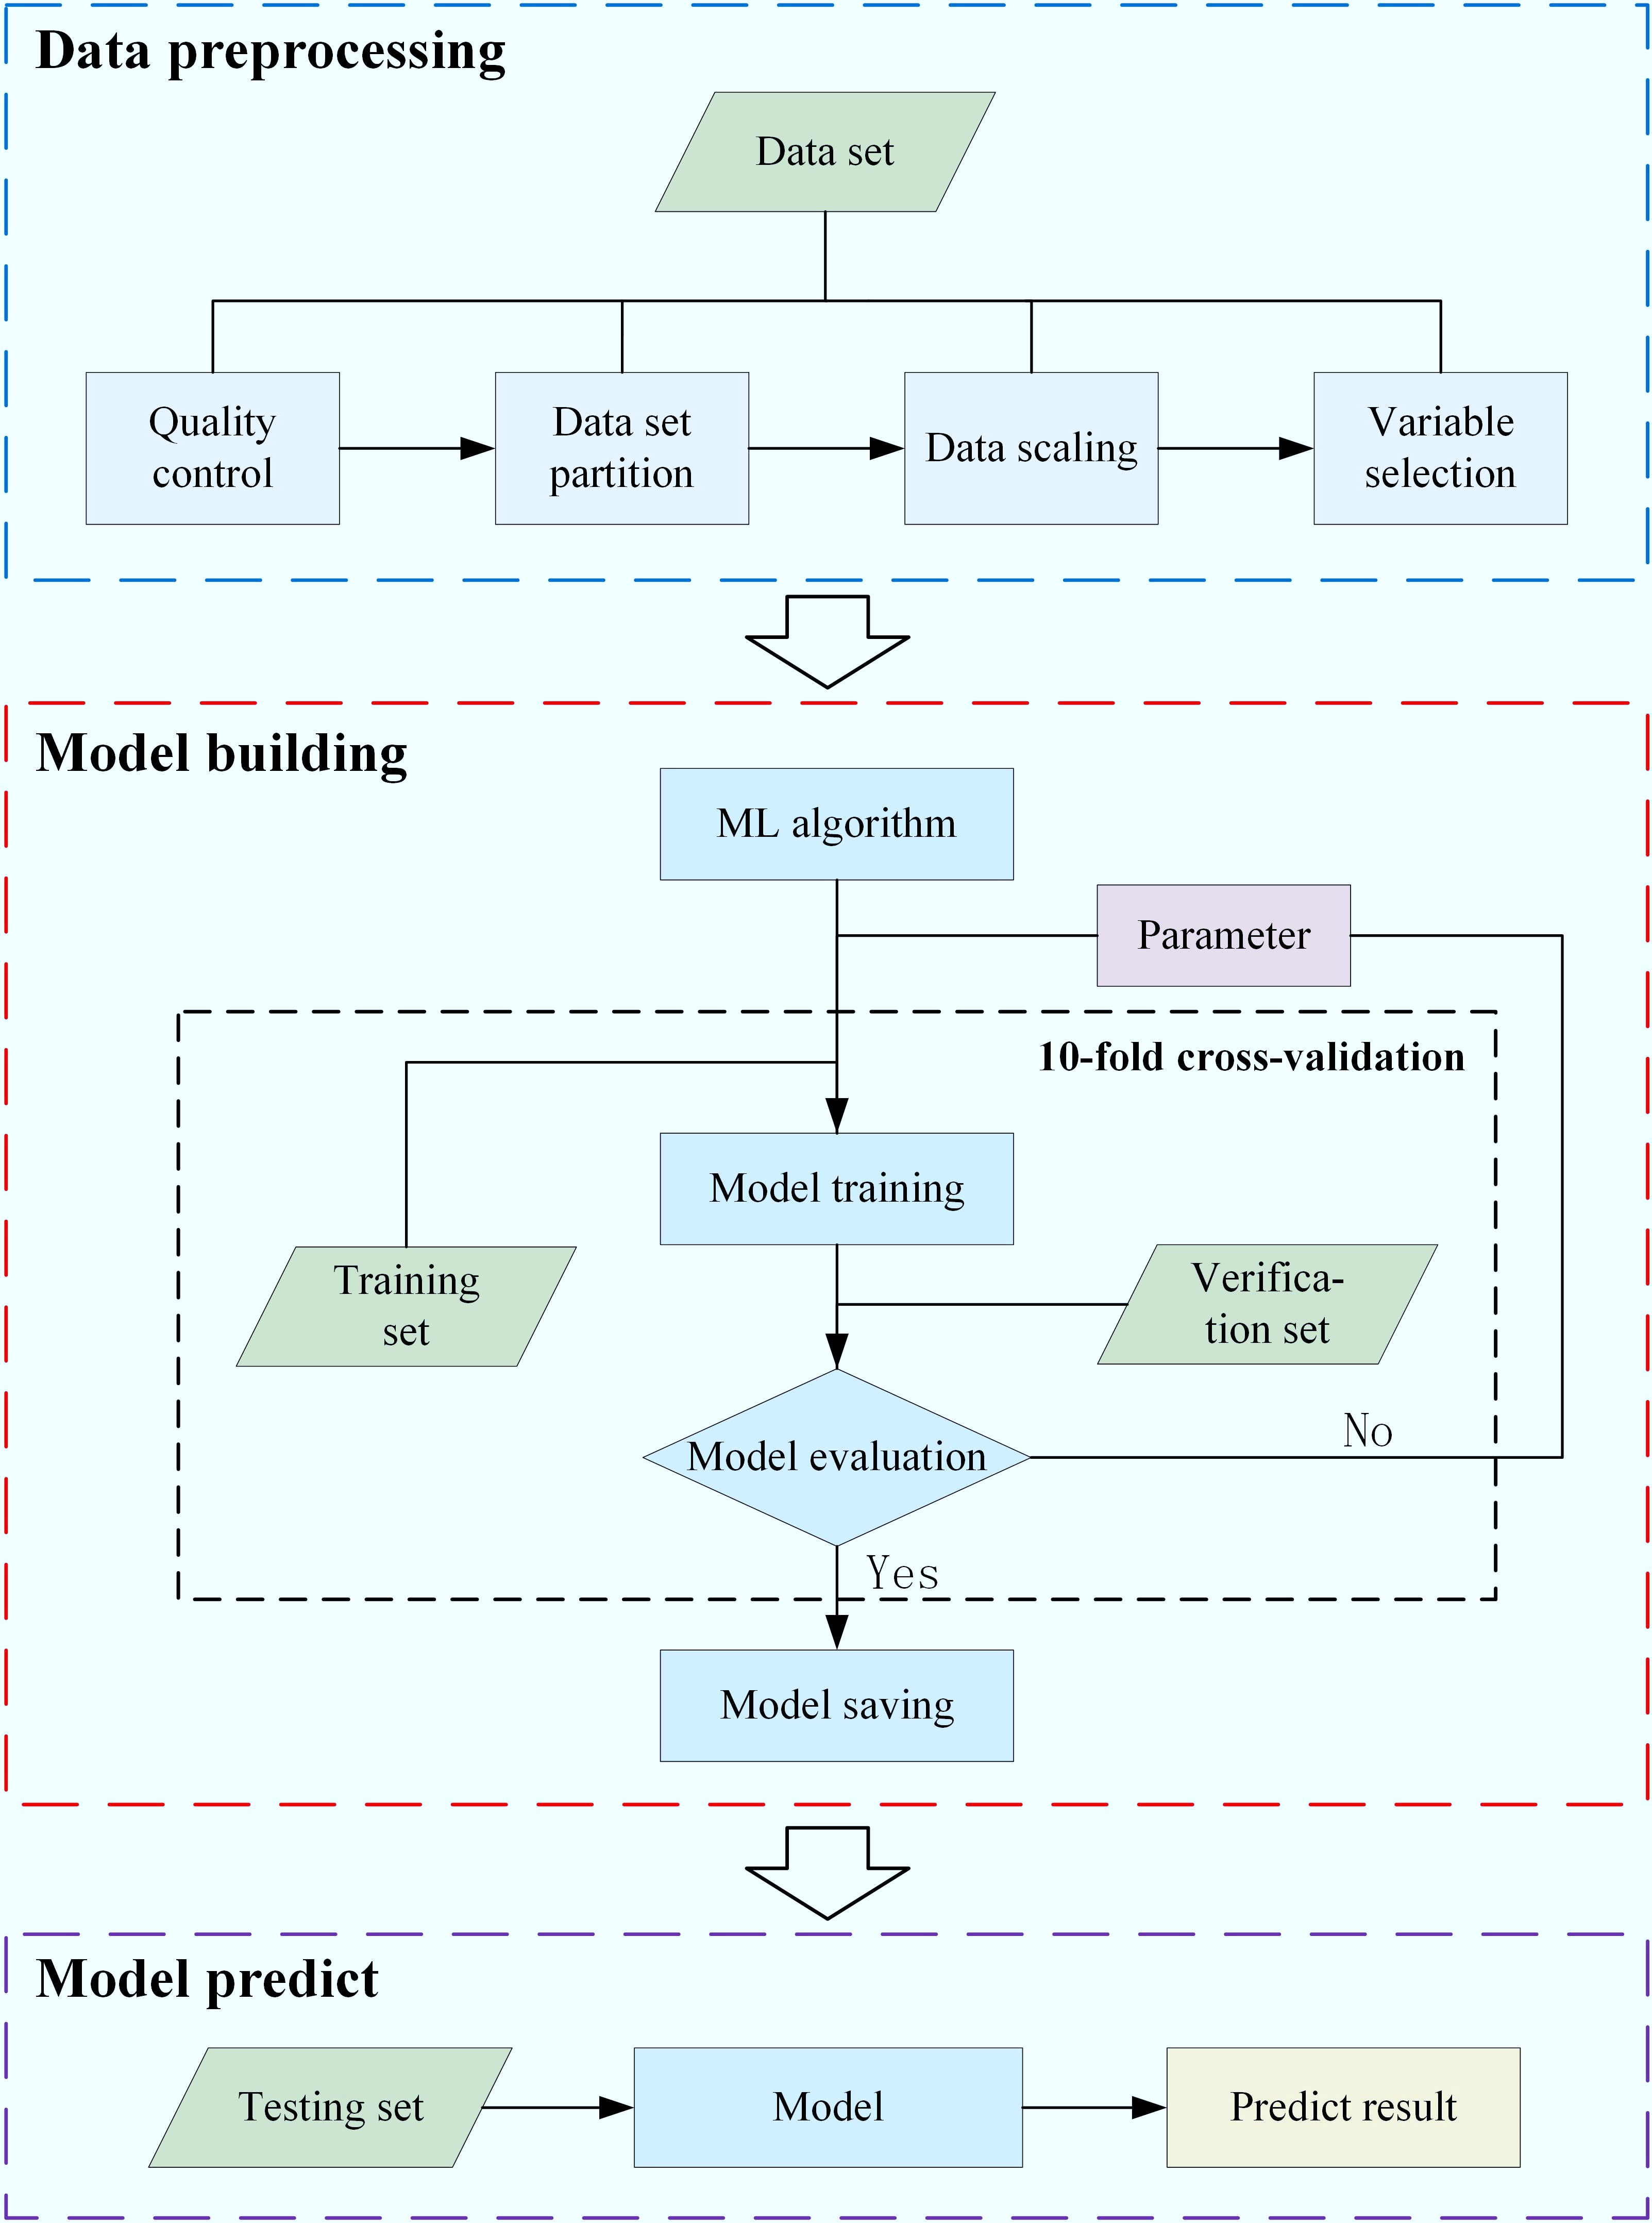 Data preprocessing
Data set
Quality
control
Data set
partition
Data scaling
Variable
selection
Model building
ML algorithm
Parameter
10-fold cross-validation
Model training
Training
set
Verifica-
tion set
Model evaluation
No
Yes
Model saving
Model predict
Testing set
Model
Predict result